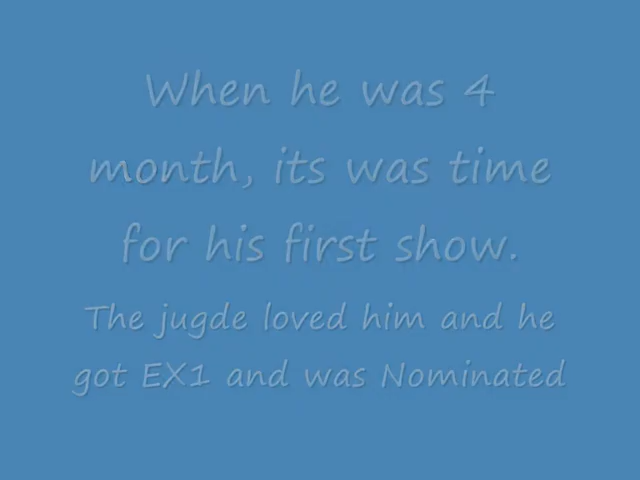 When he was 4
month, its was time
for his first show.
The jugde loved him and he
got EX1 and was Nominated